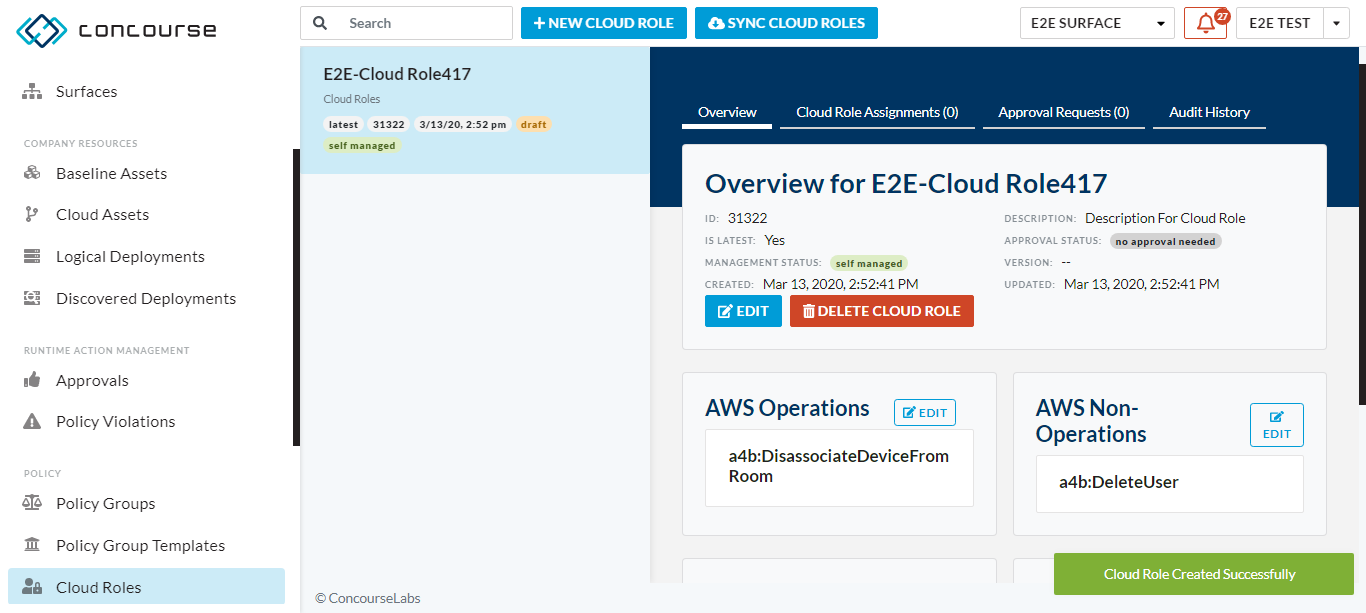 concourse
Search
NEW CLOUD ROLE
SYNC CLOUD ROLES
E2E SURFACE
27
E2E TEST
Surfaces
COMPANY RESOURCES
Baseline Assets
Cloud Assets
Logical Deployments
Discovered Deployments
RUNTIME ACTION MANAGEMENT
Approvals
Policy Violations
POLICY
Policy Groups
Policy Group Templates
Cloud Roles
E2E-Cloud Role417
Cloud Roles
latest 31322 3/13/20, 2:52 pm draft
self managed
Overview
Cloud Role Assignments (0)
Approval Requests (0)
Audit History
Overview for E2E-Cloud Role417
ID: 31322
DESCRIPTION: Description For Cloud Role
IS LATEST: Yes
APPROVAL STATUS: no approval needed
MANAGEMENT STATUS: self managed
VERSION: --
CREATED: Mar 13, 2020, 2:52:41 PM
UPDATED: Mar 13, 2020, 2:52:41 PM
EDIT
DELETE CLOUD ROLE
AWS Operations
EDIT
a4b:DisassociateDeviceFrom
Room
AWS Non-
Operations
EDIT
a4b:DeleteUser
Cloud Role Created Successfully
© ConcourseLabs